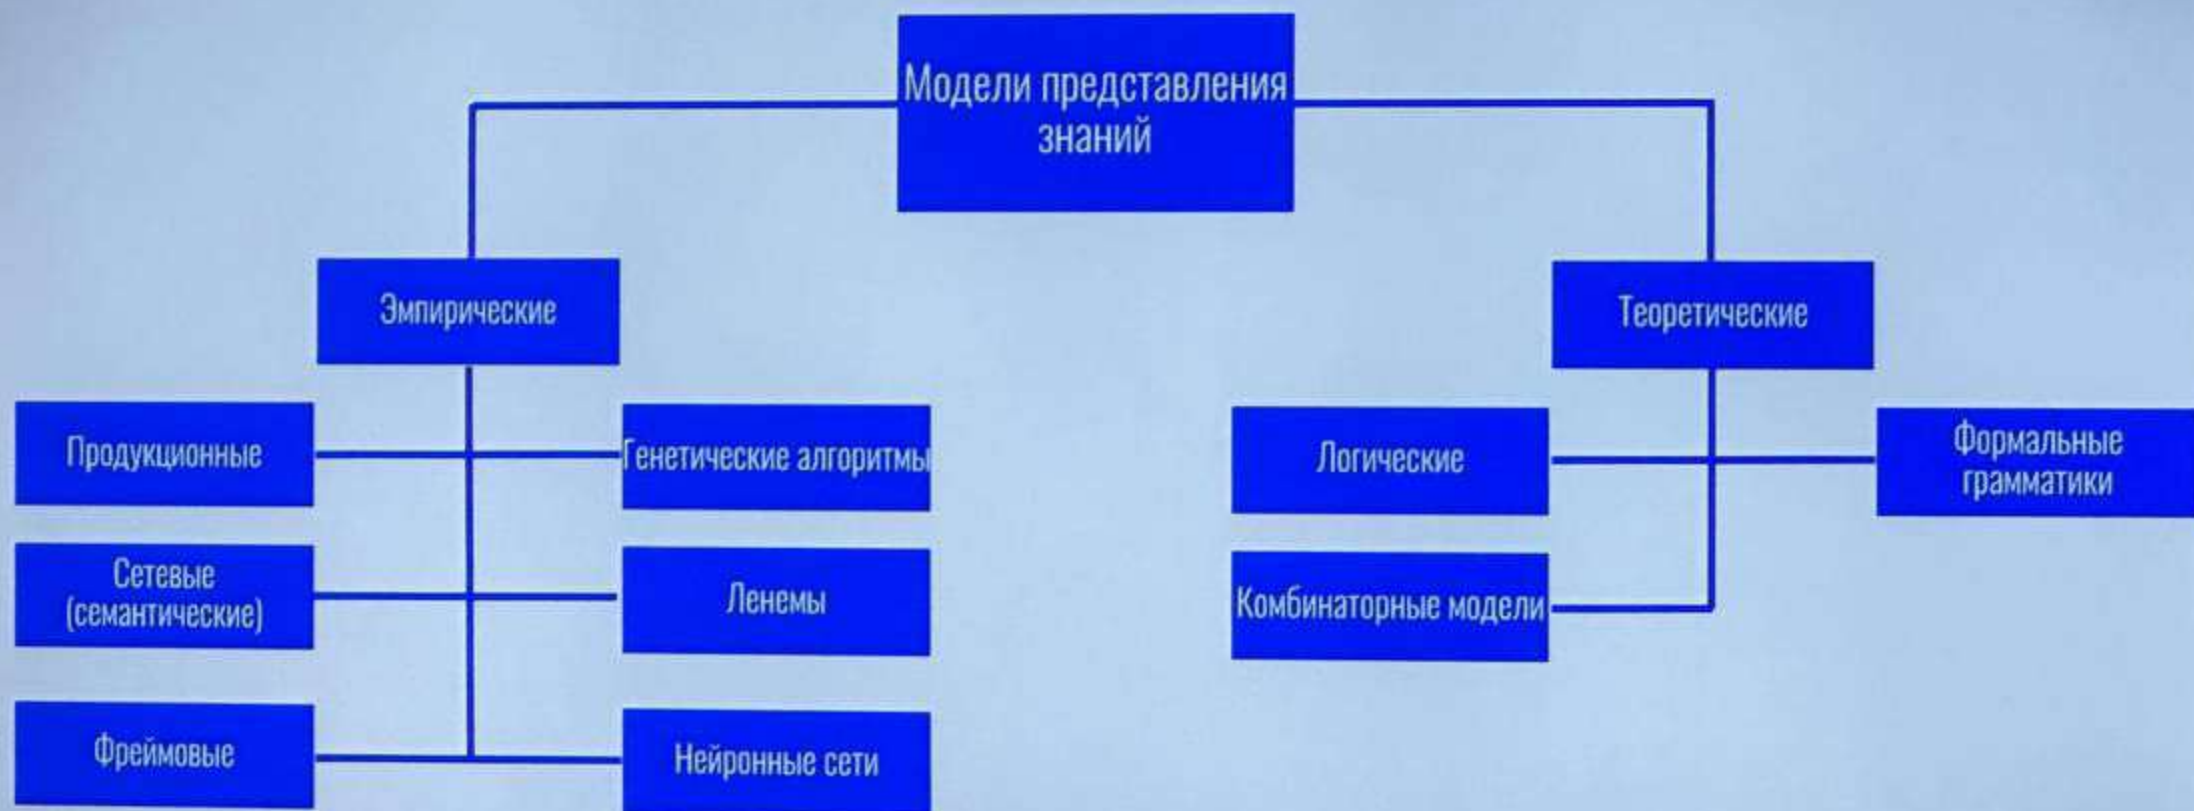 Модели представления
знаний
Эмпирические
Теоретические
Продукционные
Генетические алгоритмы
Логические
Формальные
грамматики
Сетевые
(семантические)
Ленемы
Комбинаторные модели
Фреймовые
Нейронные сети